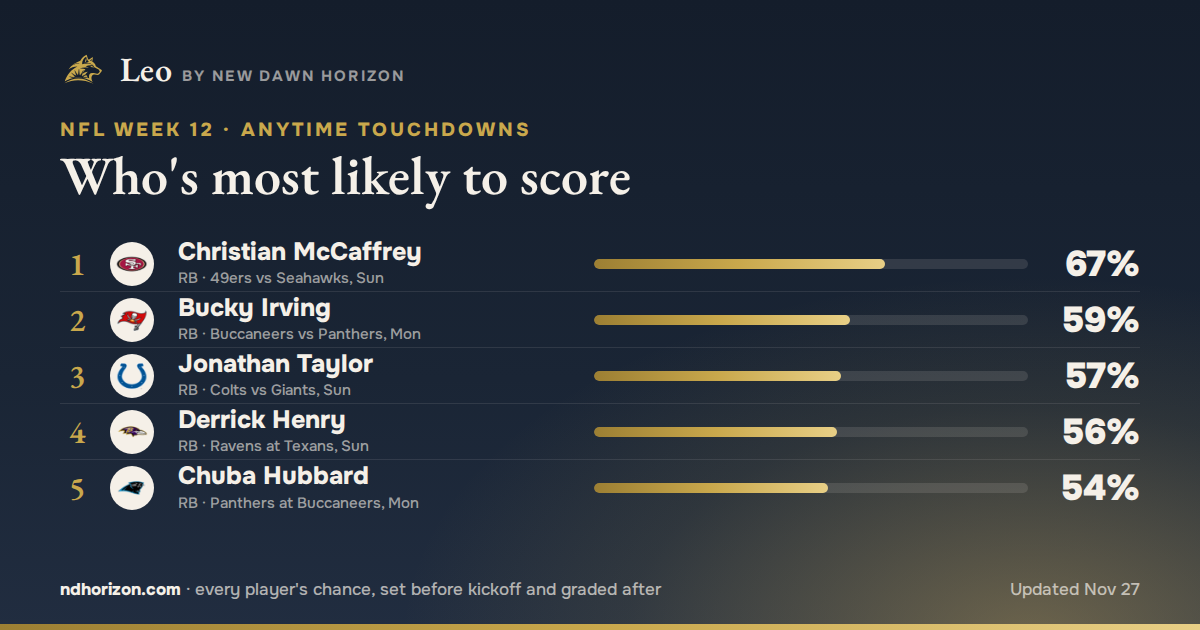 Leo BY NEW DAWN HORIZON
NFL WEEK 12 · ANYTIME TOUCHDOWNS
Who's most likely to score
1 Christian McCaffrey 67%
RB · 49ers vs Seahawks, Sun
2 Bucky Irving 59%
RB · Buccaneers vs Panthers, Mon
3 Jonathan Taylor 57%
RB · Colts vs Giants, Sun
4 Derrick Henry 56%
RB · Ravens at Texans, Sun
5 Chuba Hubbard 54%
RB · Panthers at Buccaneers, Mon
ndhorizon.com · every player's chance, set before kickoff and graded after Updated Nov 27